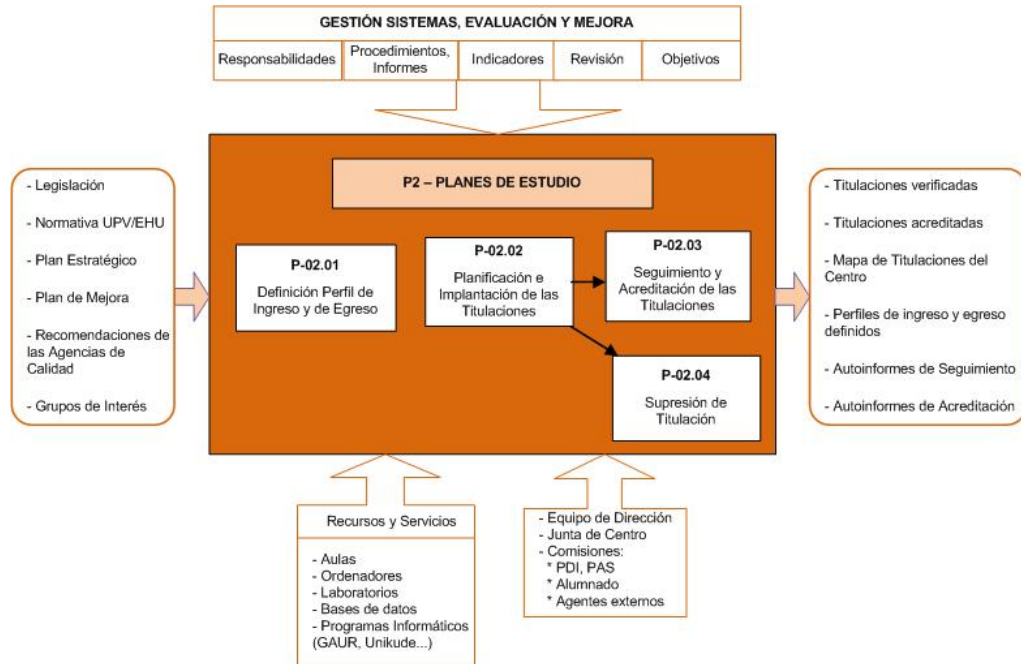 GESTIÓN SISTEMAS, EVALUACIÓN Y MEJORA
Responsabilidades
Procedimientos,
Informes
Indicadores
Revisión
Objetivos
- Legislación
- Normativa UPV/EHU
- Plan Estratégico
- Plan de Mejora
- Recomendaciones de
las Agencias de
Calidad
- Grupos de Interés
P2 – PLANES DE ESTUDIO
P-02.01
Definición Perfil de
Ingreso y de Egreso
P-02.02
Planificación e
Implantación de las
Titulaciones
P-02.03
Seguimiento y
Acreditación de las
Titulaciones
P-02.04
Supresión de
Titulación
- Titulaciones verificadas
- Titulaciones acreditadas
- Mapa de Titulaciones del
Centro
- Perfiles de ingreso y egreso
definidos
- Autoinformes de Seguimiento
- Autoinformes de Acreditación
Recursos y Servicios
- Aulas
- Ordenadores
- Laboratorios
- Bases de datos
- Programas Informáticos
(GAUR, Unikude...)
- Equipo de Dirección
- Junta de Centro
- Comisiones:
* PDI, PAS
* Alumnado
* Agentes externos